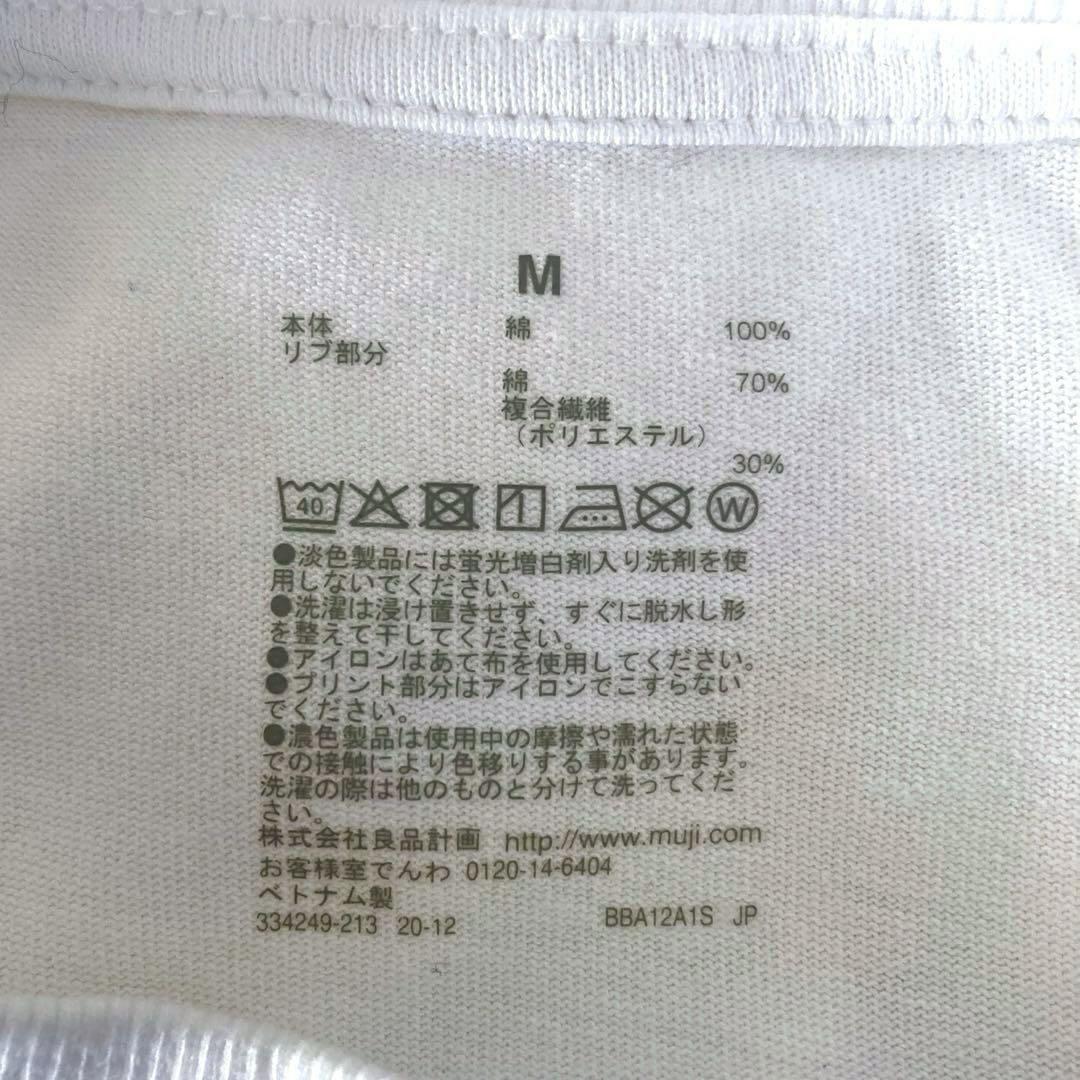 M
本体 綿 100%
リブ部分
綿 70%
複合繊維
（ポリエステル）
30%
40
W
●淡色製品には蛍光増白剤入り洗剤を使
用しないでください。
●洗濯は浸け置きせず、すぐに脱水し形
を整えて干してください。
●アイロンはあて布を使用してください。
●プリント部分はアイロンでこすらない
でください。
●濃色製品は使用中の摩擦や濡れた状態
での接触により色移りする事があります。
洗濯の際は他のものと分けて洗ってくだ
さい。
株式会社良品計画 http://www.muji.com
お客様室でんわ 0120-14-6404
ベトナム製
334249-213 20-12 BBA12A1S JP